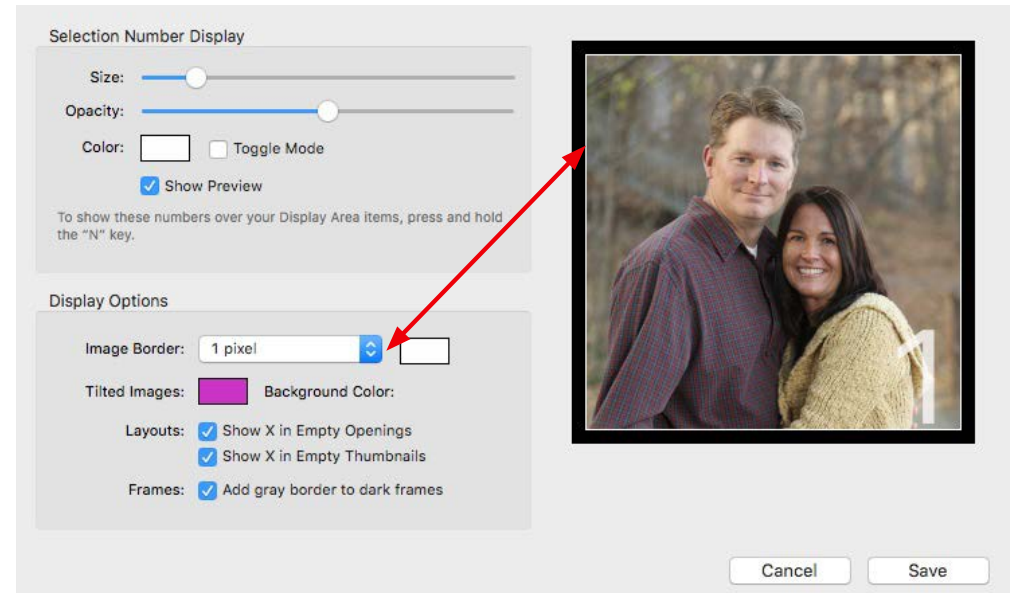 Selection Number Display
Size:
Opacity:
Color:
Toggle Mode
Show Preview
To show these numbers over your Display Area items, press and hold
the "N" key.
Display Options
Image Border: 1 pixel
Tilted Images: Background Color:
Layouts: Show X in Empty Openings
Show X in Empty Thumbnails
Frames: Add gray border to dark frames
1
Cancel Save